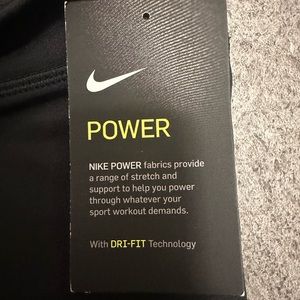 POWER
NIKE POWER fabrics provide
a range of stretch and
support to help you power
through whatever your
sport workout demands.
With DRI-FIT Technology